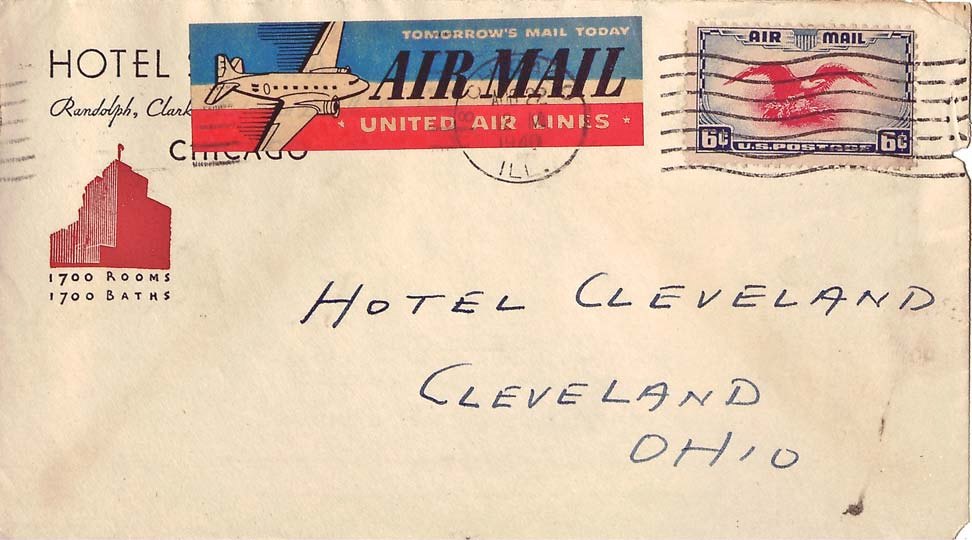 HOTEL S
Randolph, Clark
CHICAGO
TOMORROW'S MAIL TODAY
AIR MAIL
UNITED AIR LINES
ILL.
AIR MAIL
6¢ U.S. POSTAGE 6¢
1700 ROOMS
1700 BATHS
HOTEL CLEVELAND
CLEVELAND
OHIO